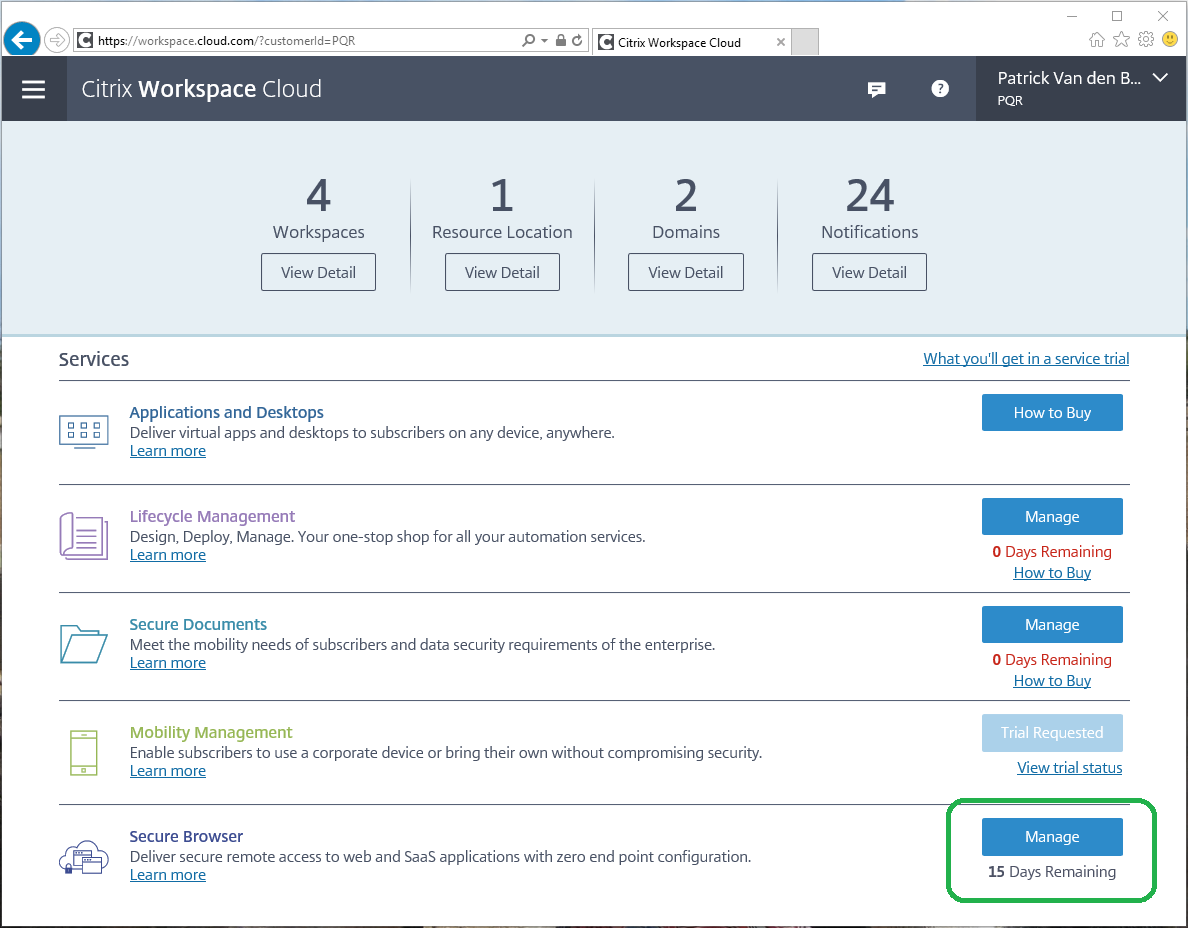 https://workspace.cloud.com/?customerId=PQR
Citrix Workspace Cloud
Citrix Workspace Cloud
Patrick Van den B...
PQR
4
Workspaces
View Detail
1
Resource Location
View Detail
2
Domains
View Detail
24
Notifications
View Detail
Services
What you'll get in a service trial
Applications and Desktops
Deliver virtual apps and desktops to subscribers on any device, anywhere.
Learn more
How to Buy
Lifecycle Management
Design, Deploy, Manage. Your one-stop shop for all your automation services.
Learn more
Manage
0 Days Remaining
How to Buy
Secure Documents
Meet the mobility needs of subscribers and data security requirements of the enterprise.
Learn more
Manage
0 Days Remaining
How to Buy
Mobility Management
Enable subscribers to use a corporate device or bring their own without compromising security.
Learn more
Trial Requested
View trial status
Secure Browser
Deliver secure remote access to web and SaaS applications with zero end point configuration.
Learn more
Manage
15 Days Remaining